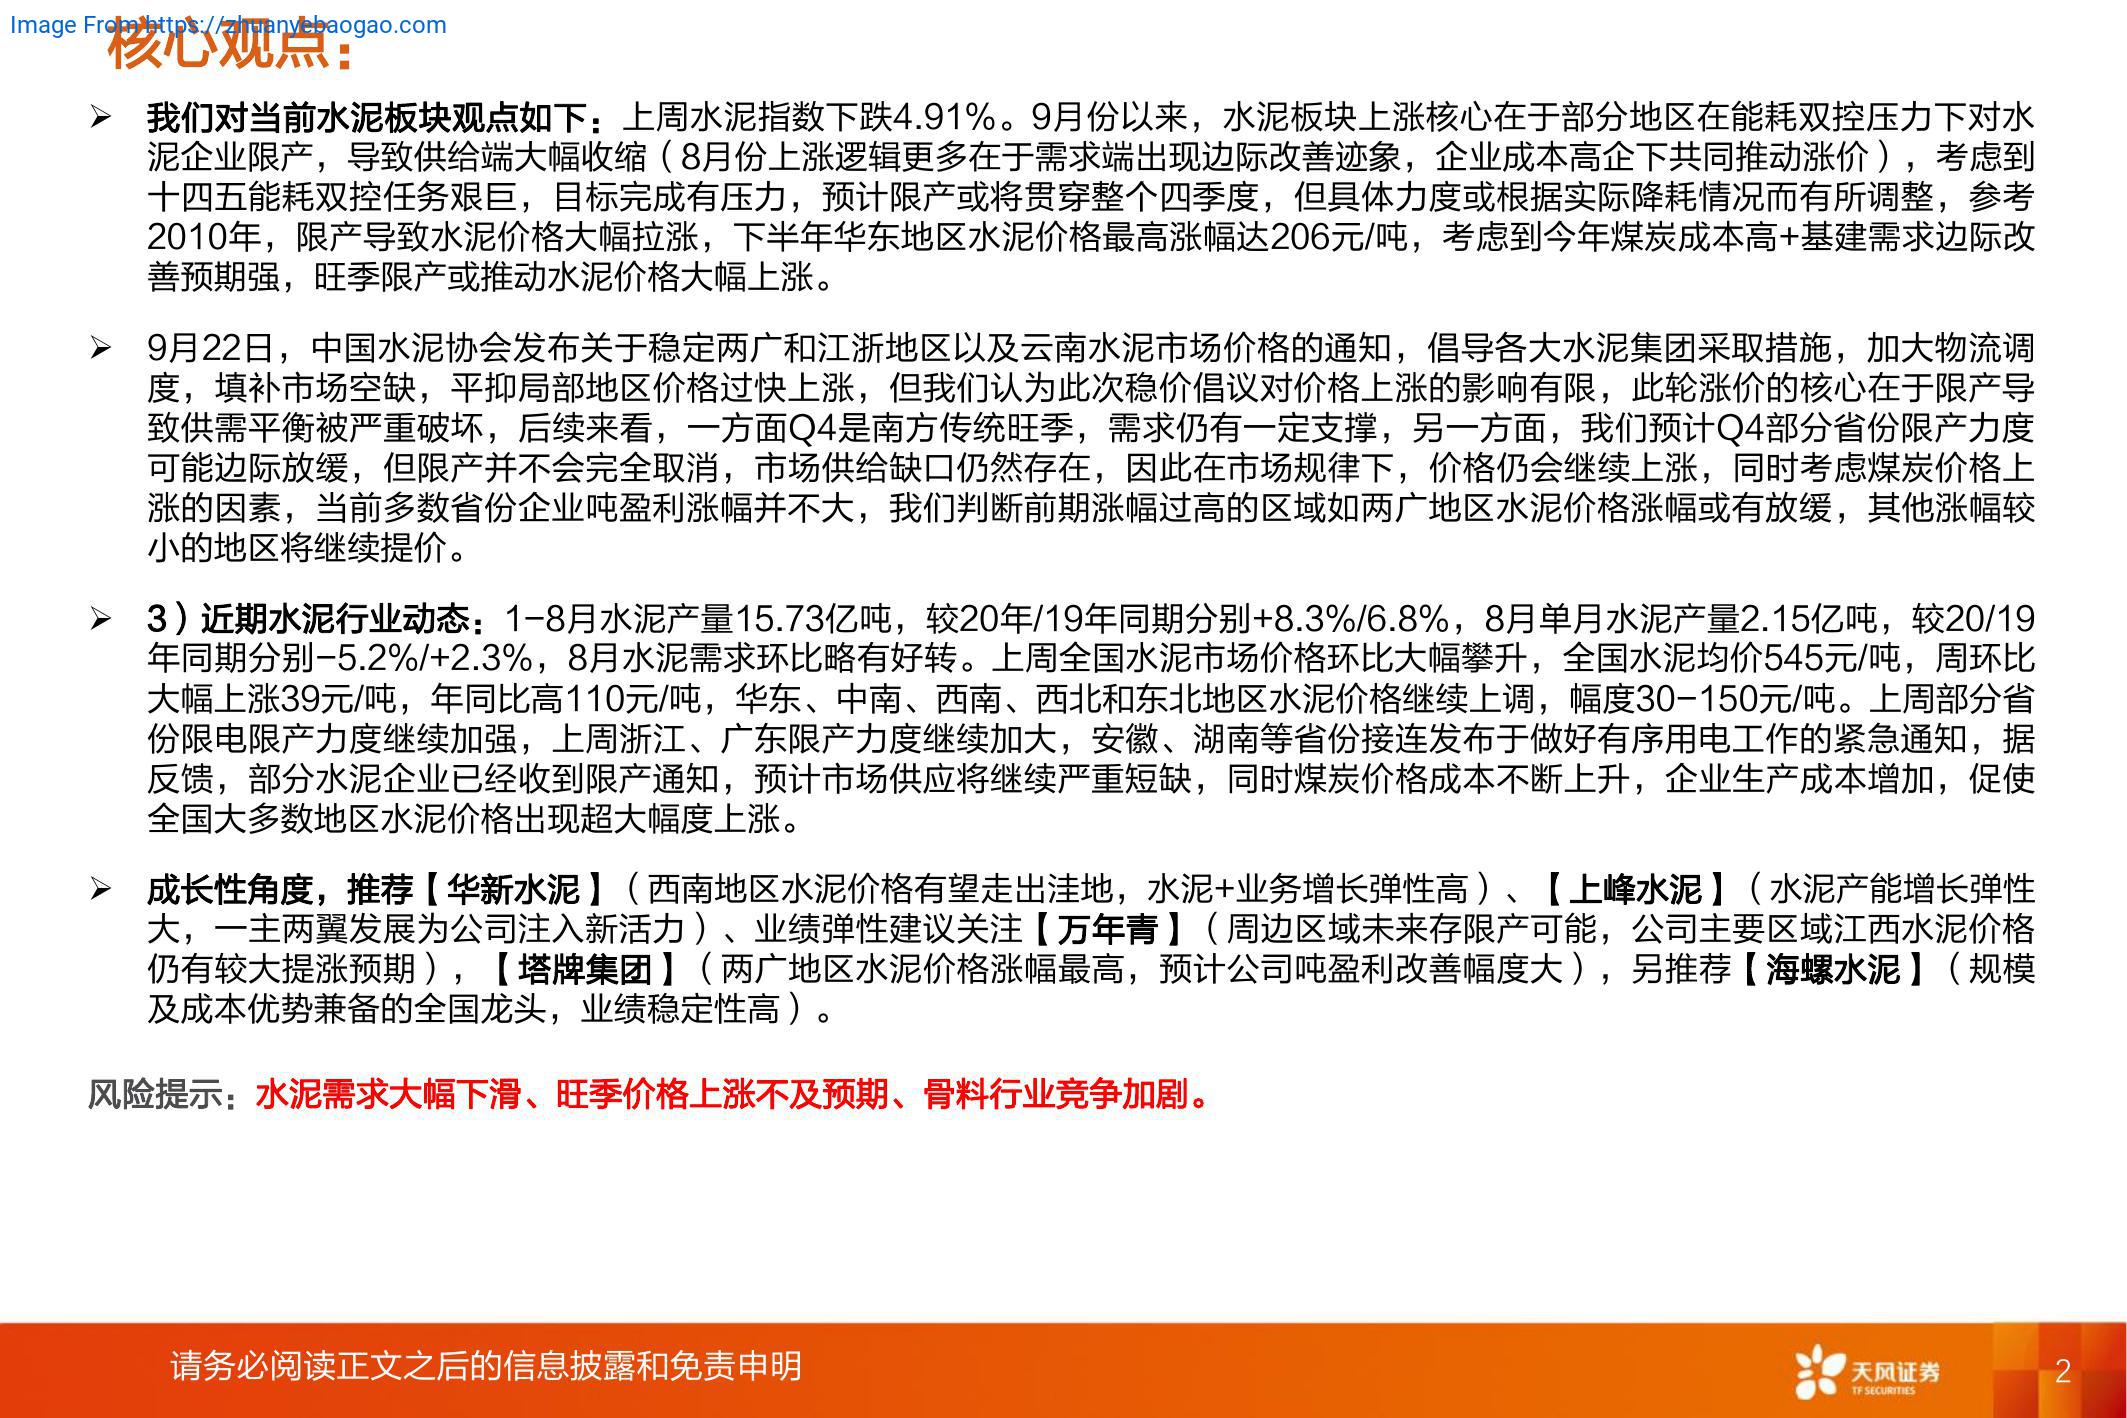 Image From https://zhuanyebaogao.com
核心观点：
➢ 我们对当前水泥板块观点如下：上周水泥指数下跌4.91%。9月份以来，水泥板块上涨核心在于部分地区在能耗双控压力下对水
泥企业限产，导致供给端大幅收缩（8月份上涨逻辑更多在于需求端出现边际改善迹象，企业成本高企下共同推动涨价），考虑到
十四五能耗双控任务艰巨，目标完成有压力，预计限产或将贯穿整个四季度，但具体力度或根据实际降耗情况而有所调整，参考
2010年，限产导致水泥价格大幅拉涨，下半年华东地区水泥价格最高涨幅达206元/吨，考虑到今年煤炭成本高+基建需求边际改
善预期强，旺季限产或推动水泥价格大幅上涨。
➢ 9月22日，中国水泥协会发布关于稳定两广和江浙地区以及云南水泥市场价格的通知，倡导各大水泥集团采取措施，加大物流调
度，填补市场空缺，平抑局部地区价格过快上涨，但我们认为此次稳价倡议对价格上涨的影响有限，此轮涨价的核心在于限产导
致供需平衡被严重破坏，后续来看，一方面Q4是南方传统旺季，需求仍有一定支撑，另一方面，我们预计Q4部分省份限产力度
可能边际放缓，但限产并不会完全取消，市场供给缺口仍然存在，因此在市场规律下，价格仍会继续上涨，同时考虑煤炭价格上
涨的因素，当前多数省份企业吨盈利涨幅并不大，我们判断前期涨幅过高的区域如两广地区水泥价格涨幅或有放缓，其他涨幅较
小的地区将继续提价。
➢ 3）近期水泥行业动态：1-8月水泥产量15.73亿吨，较20年/19年同期分别+8.3%/6.8%，8月单月水泥产量2.15亿吨，较20/19
年同期分别-5.2%/+2.3%，8月水泥需求环比略有好转。上周全国水泥市场价格环比大幅攀升，全国水泥均价545元/吨，周环比
大幅上涨39元/吨，年同比高110元/吨，华东、中南、西南、西北和东北地区水泥价格继续上调，幅度30-150元/吨。上周部分省
份限电限产力度继续加强，上周浙江、广东限产力度继续加大，安徽、湖南等省份接连发布于做好有序用电工作的紧急通知，据
反馈，部分水泥企业已经收到限产通知，预计市场供应将继续严重短缺，同时煤炭价格成本不断上升，企业生产成本增加，促使
全国大多数地区水泥价格出现超大幅度上涨。
➢ 成长性角度，推荐【华新水泥】（西南地区水泥价格有望走出洼地，水泥+业务增长弹性高）、【上峰水泥】（水泥产能增长弹性
大，一主两翼发展为公司注入新活力）、业绩弹性建议关注【万年青】（周边区域未来存限产可能，公司主要区域江西水泥价格
仍有较大提涨预期），【塔牌集团】（两广地区水泥价格涨幅最高，预计公司吨盈利改善幅度大），另推荐【海螺水泥】（规模
及成本优势兼备的全国龙头，业绩稳定性高）。
风险提示：水泥需求大幅下滑、旺季价格上涨不及预期、骨料行业竞争加剧。
请务必阅读正文之后的信息披露和免责申明
天风证券
TF SECURITIES
2